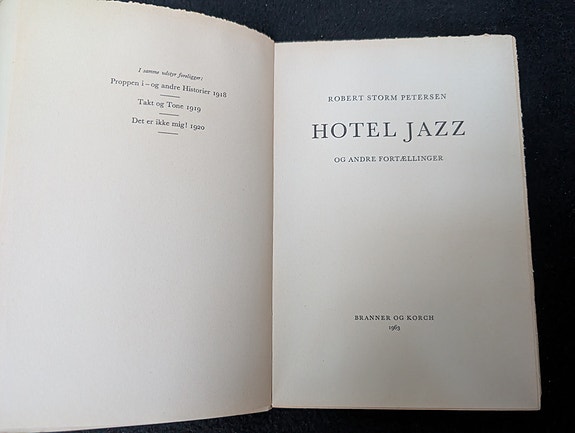 I samme udstyr foreligger:
Proppen i – og andre Historier 1918
Takt og Tone 1919
Det er ikke mig! 1920
ROBERT STORM PETERSEN
HOTEL JAZZ
OG ANDRE FORTÆLLINGER
BRANNER OG KORCH
1963